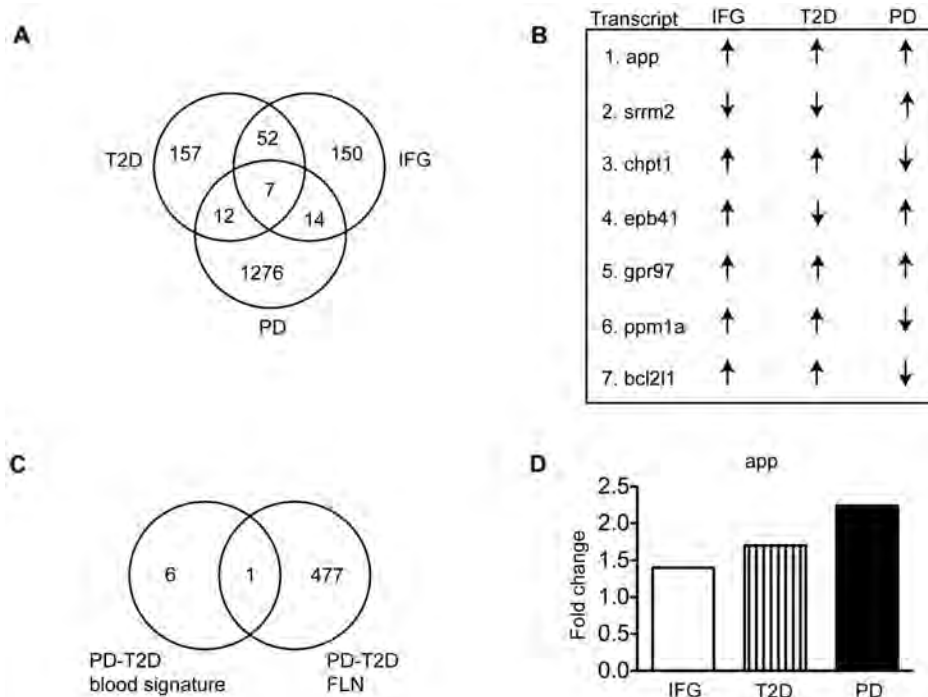 A
T2D
157
52
150
IFG
7
12
14
1276
PD
B
Transcript IFG T2D PD
1. app ↑ ↑ ↑
2. srrm2 ↓ ↓ ↑
3. chpt1 ↑ ↑ ↓
4. epb41 ↑ ↓ ↑
5. gpr97 ↑ ↑ ↑
6. ppm1a ↑ ↑ ↓
7. bcl2l1 ↑ ↑ ↓
C
6
1
477
PD-T2D
blood signature
PD-T2D
FLN
D
app
Fold change
2.5
2.0
1.5
1.0
0.5
0.0
IFG T2D PD